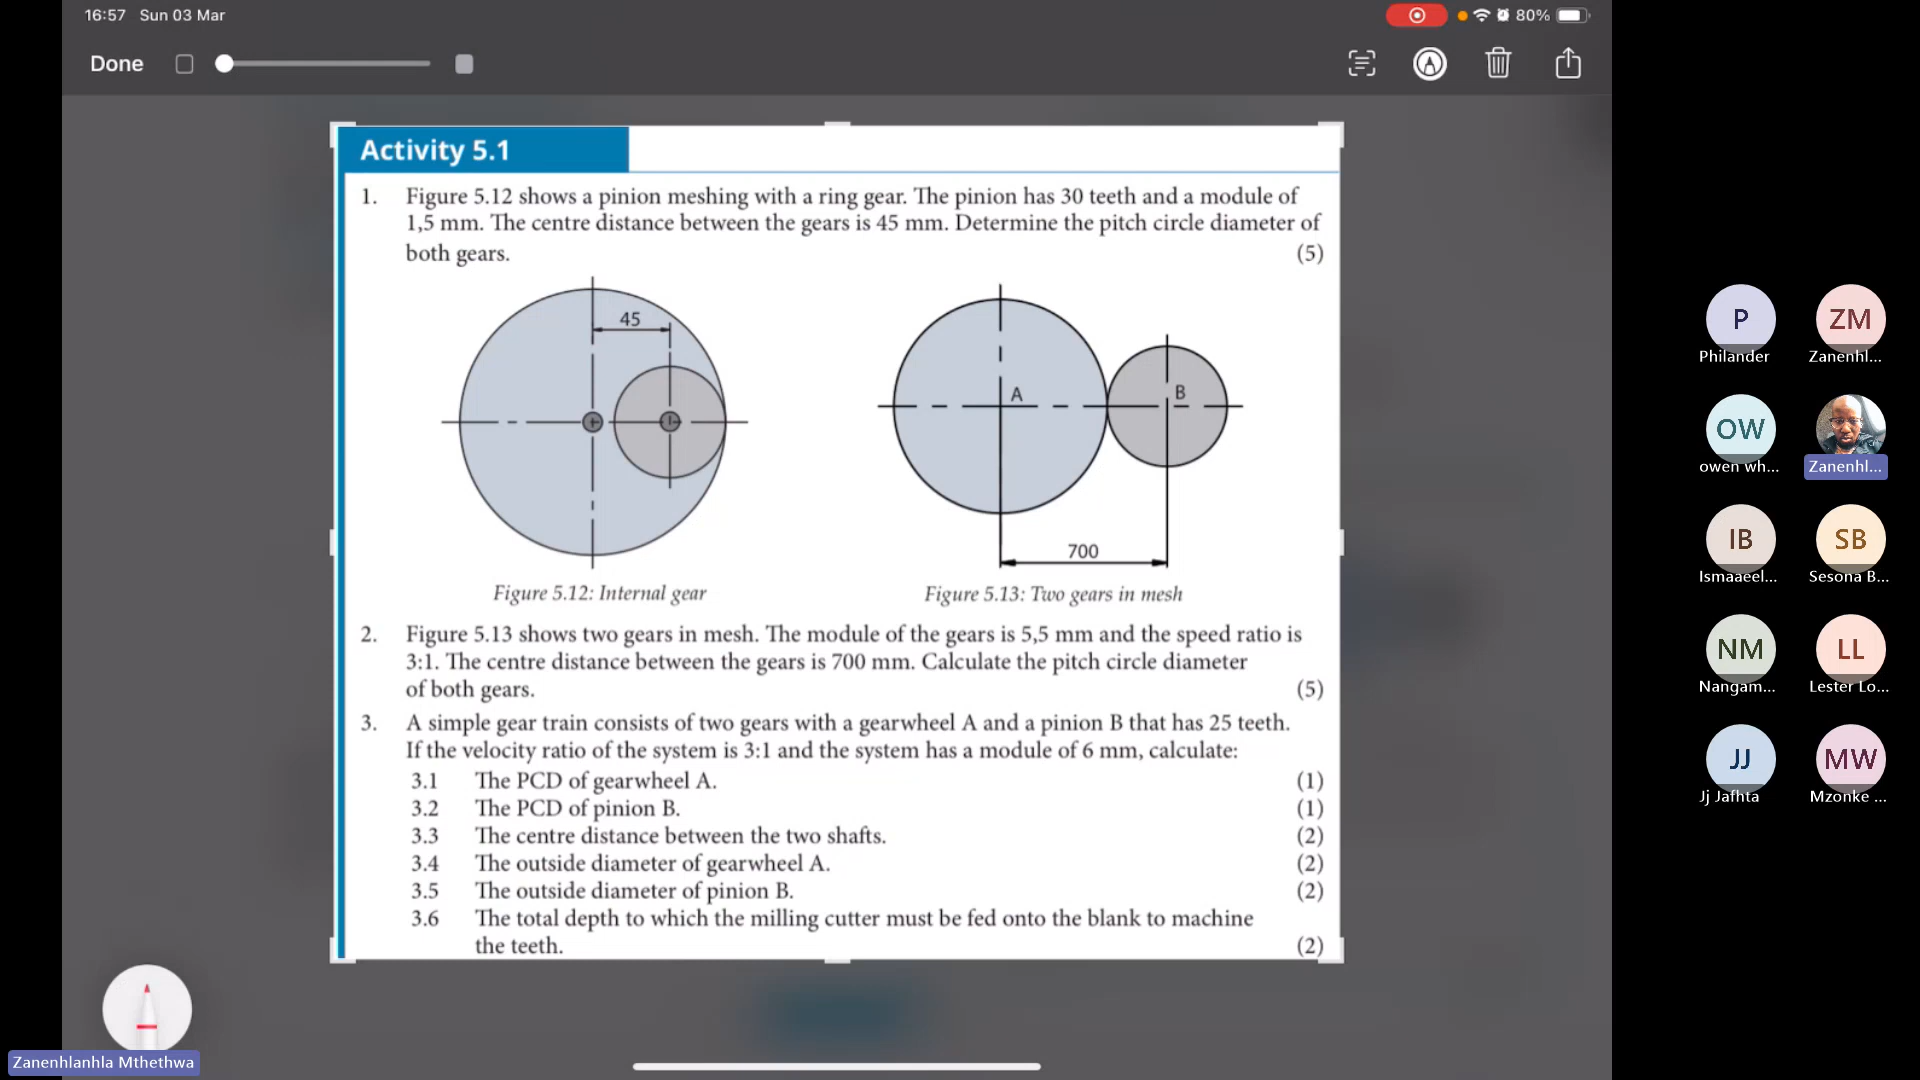 16:57 Sun 03 Mar
80%
Done
Activity 5.1
1. Figure 5.12 shows a pinion meshing with a ring gear. The pinion has 30 teeth and a module of
1,5 mm. The centre distance between the gears is 45 mm. Determine the pitch circle diameter of
both gears. (5)
45
A
B
700
Figure 5.12: Internal gear
Figure 5.13: Two gears in mesh
2. Figure 5.13 shows two gears in mesh. The module of the gears is 5,5 mm and the speed ratio is
3:1. The centre distance between the gears is 700 mm. Calculate the pitch circle diameter
of both gears. (5)
3. A simple gear train consists of two gears with a gearwheel A and a pinion B that has 25 teeth.
If the velocity ratio of the system is 3:1 and the system has a module of 6 mm, calculate:
3.1 The PCD of gearwheel A. (1)
3.2 The PCD of pinion B. (1)
3.3 The centre distance between the two shafts. (2)
3.4 The outside diameter of gearwheel A. (2)
3.5 The outside diameter of pinion B. (2)
3.6 The total depth to which the milling cutter must be fed onto the blank to machine
the teeth. (2)
Zanenhlanhla Mthethwa
P ZM
Philander Zanenhl...
OW
owen wh... Zanenhl...
IB SB
Ismaaeel... Sesona B...
NM LL
Nangam... Lester Lo...
JJ MW
Jj Jafhta Mzonke ...